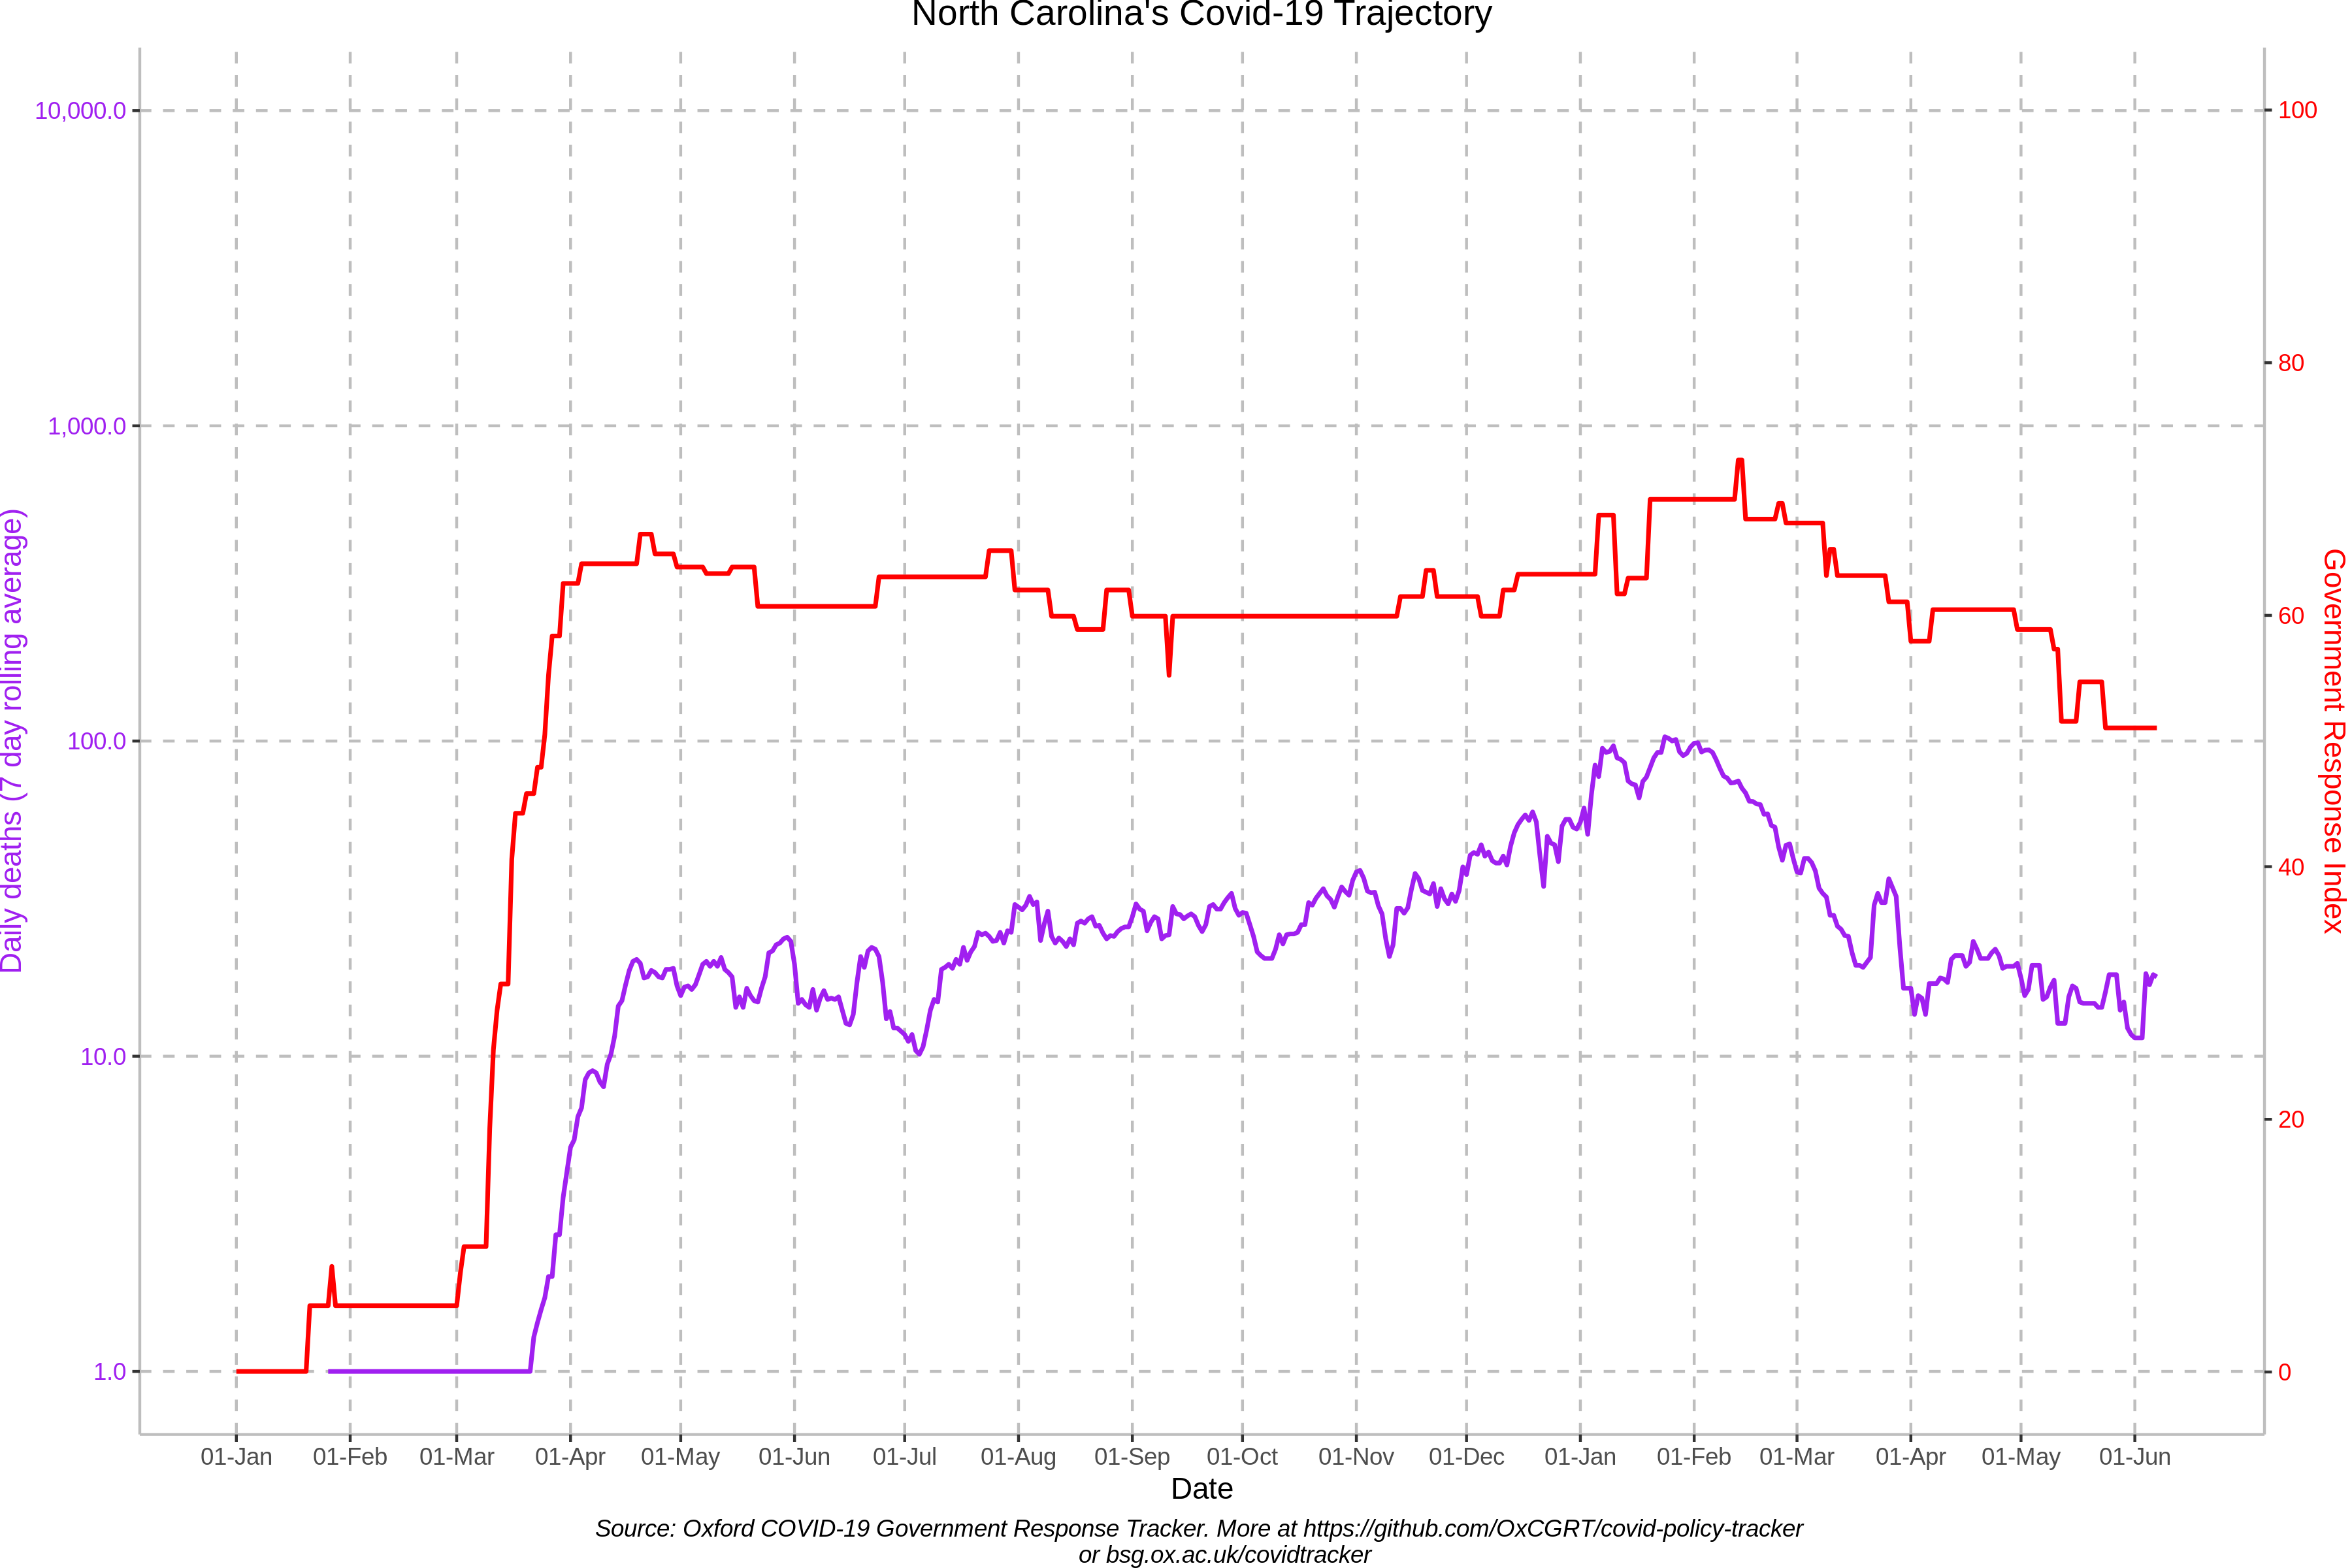 North Carolina's Covid-19 Trajectory
10,000.0
1,000.0
100.0
10.0
1.0
Daily deaths (7 day rolling average)
100
80
60
40
20
0
Government Response Index
01-Jan 01-Feb 01-Mar 01-Apr 01-May 01-Jun 01-Jul 01-Aug 01-Sep 01-Oct 01-Nov 01-Dec 01-Jan 01-Feb 01-Mar 01-Apr 01-May 01-Jun
Date
Source: Oxford COVID-19 Government Response Tracker. More at https://github.com/OxCGRT/covid-policy-tracker
or bsg.ox.ac.uk/covidtracker